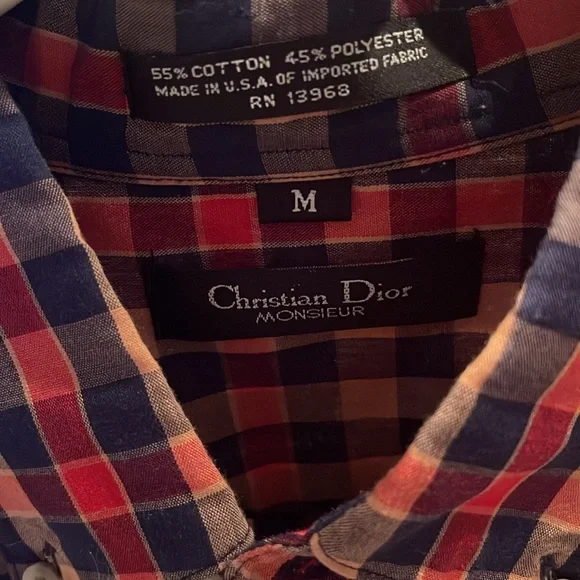 55% COTTON 45% POLYESTER
MADE IN U.S.A. OF IMPORTED FABRIC
RN 13968
M
Christian Dior
MONSIEUR